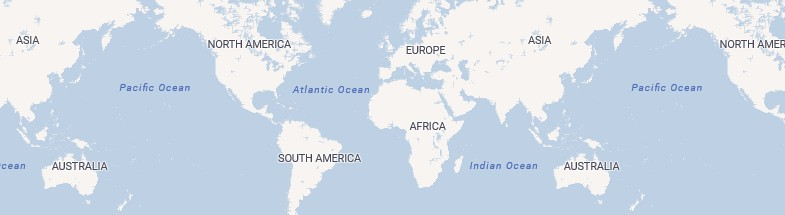 ASIA
NORTH AMERICA
EUROPE
ASIA
NORTH AMER
Pacific Ocean
Atlantic Ocean
Pacific Ocean
AFRICA
SOUTH AMERICA
cean
AUSTRALIA
Indian Ocean
AUSTRALIA